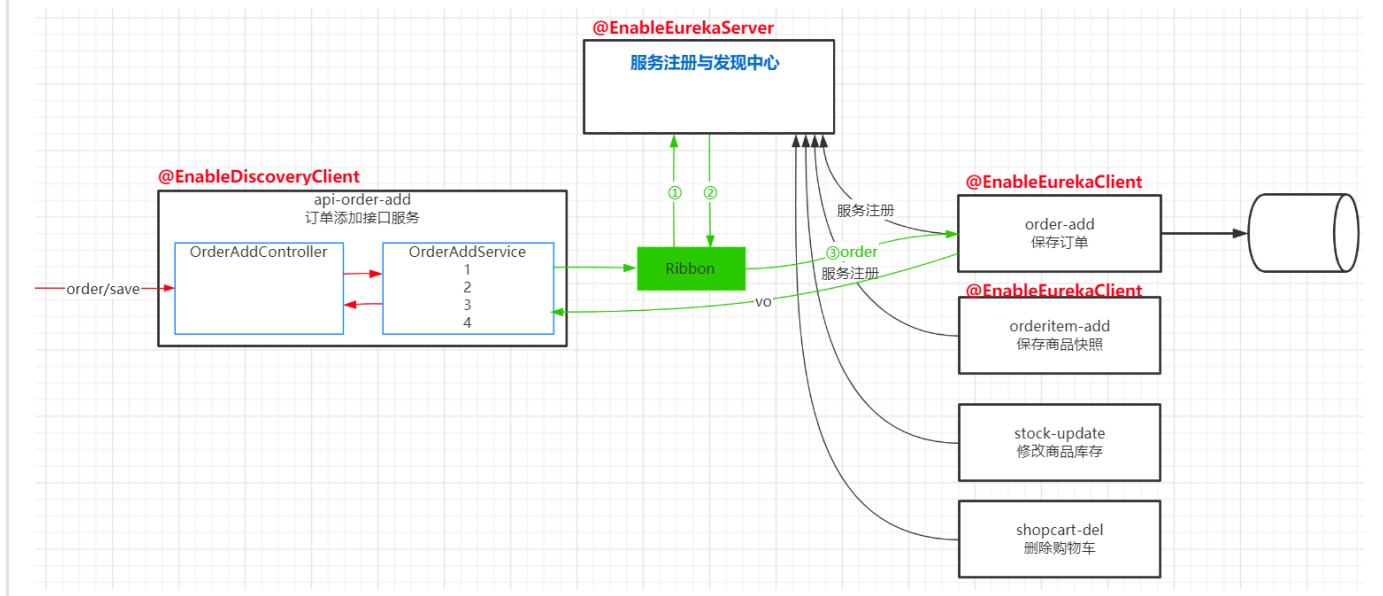 @EnableEurekaServer
服务注册与发现中心
@EnableDiscoveryClient
api-order-add
订单添加接口服务
OrderAddController
OrderAddService
1
2
3
4
order/save
①
②
Ribbon
③order
服务注册
服务注册
vo
@EnableEurekaClient
order-add
保存订单
@EnableEurekaClient
orderitem-add
保存商品快照
stock-update
修改商品库存
shopcart-del
删除购物车